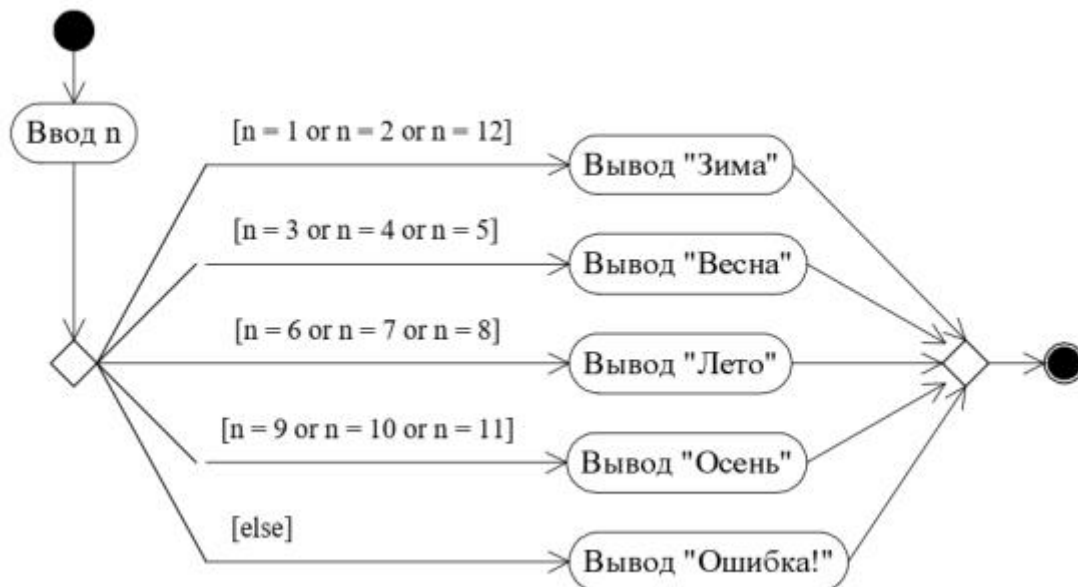 Ввод n
[n = 1 or n = 2 or n = 12]
Вывод "Зима"
[n = 3 or n = 4 or n = 5]
Вывод "Весна"
[n = 6 or n = 7 or n = 8]
Вывод "Лето"
[n = 9 or n = 10 or n = 11]
Вывод "Осень"
[else]
Вывод "Ошибка!"